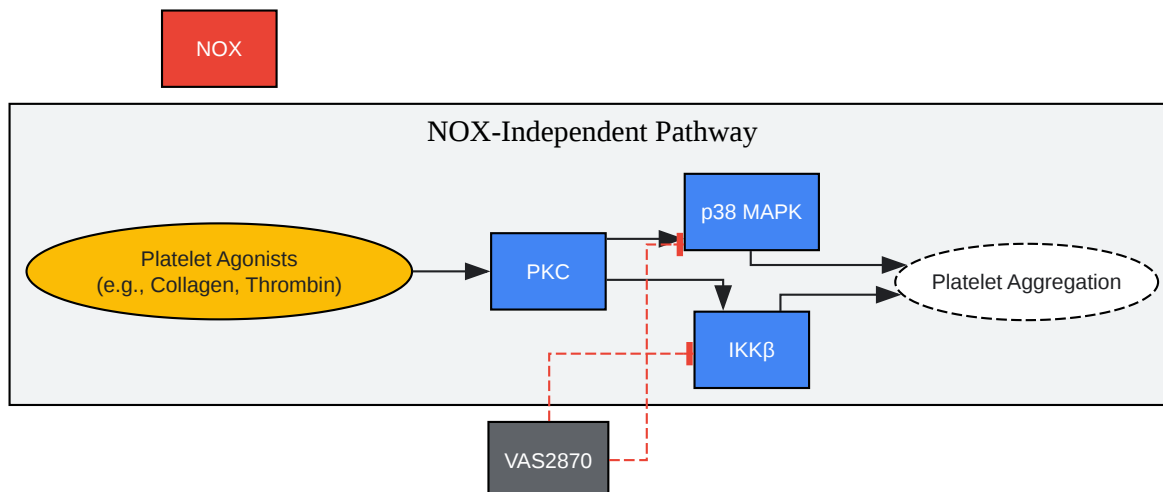 NOX
NOX-Independent Pathway
p38 MAPK
Platelet Agonists
(e.g., Collagen, Thrombin)
PKC
Platelet Aggregation
IKKβ
VAS2870